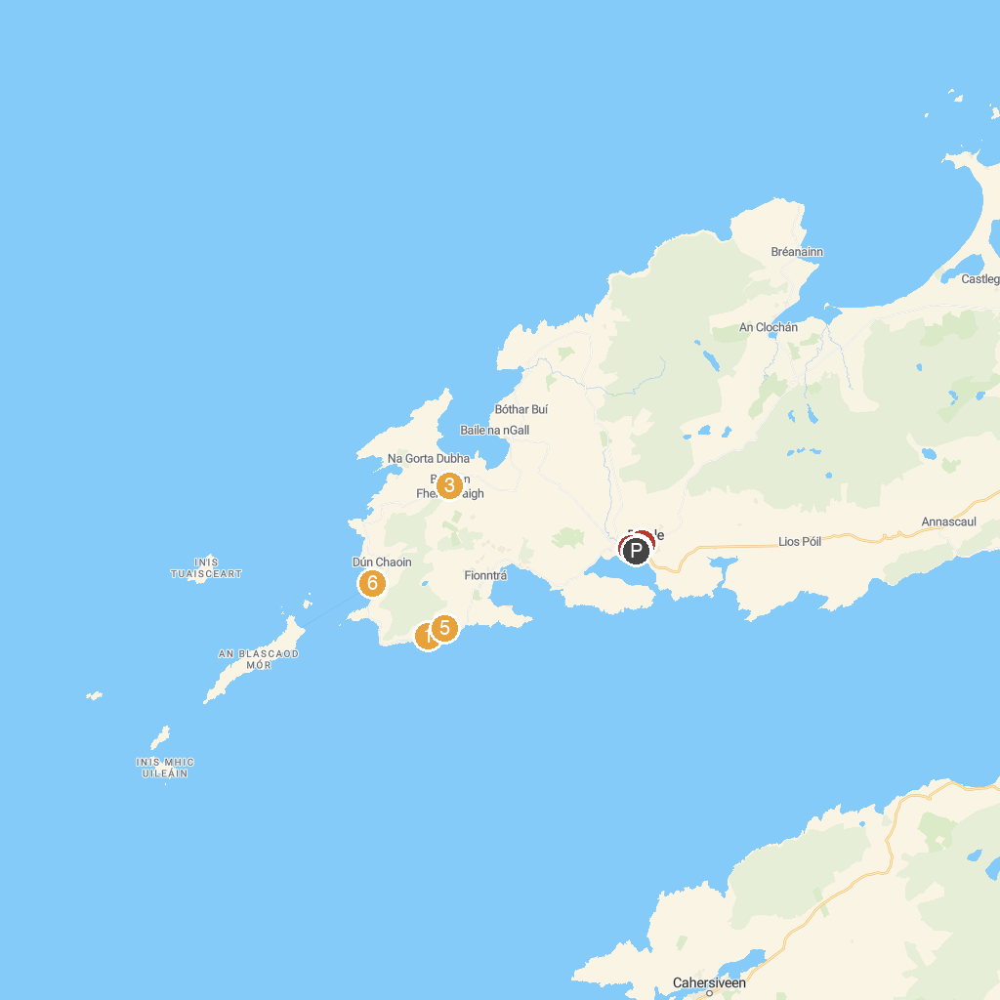 Bréanainn
Castleg
An Clochán
Bóthar Buí
Baile na nGall
Na Gorta Dubha
3
Annascaul
Lios Póil
P
Dún Chaoin
INIS
TUAISCEART
Fionntrá
6
5
1
AN BLASCAOD
MÓR
INIS MHIC
UILEÁIN
Cahersiveen